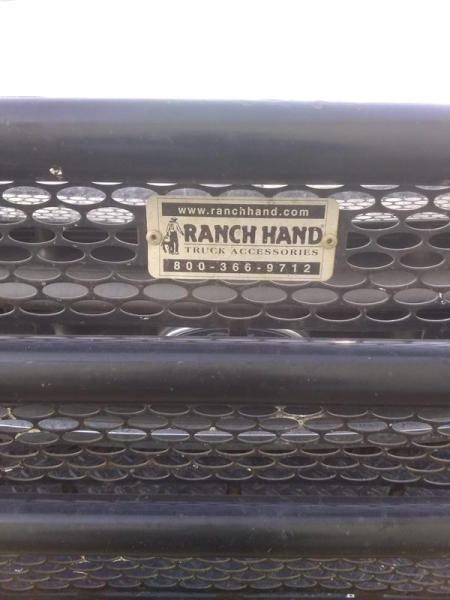 www.ranchhand.com
RANCH HAND
TRUCK ACCESSORIES
800-366-9712